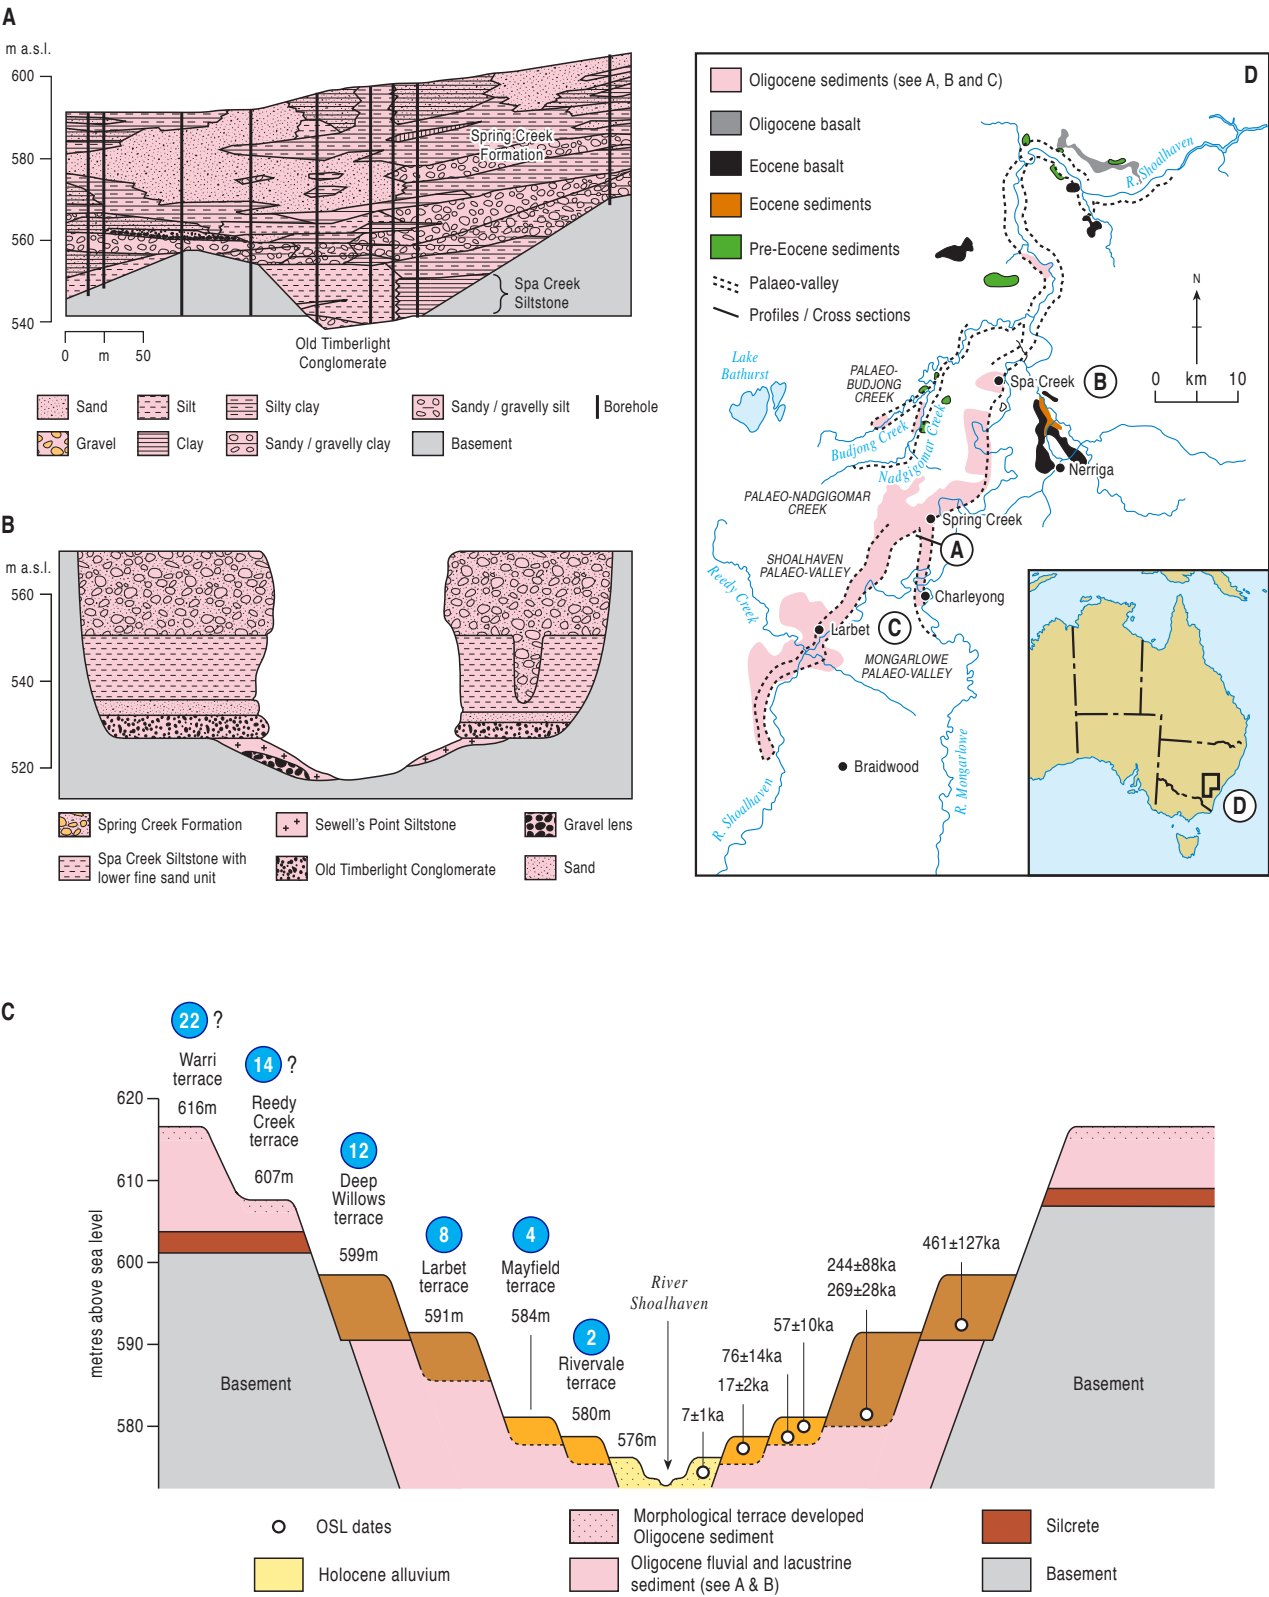 A
m a.s.l.
600
580
560
540
Spring Creek
Formation
Spa Creek
Siltstone
Old Timberlight
Conglomerate
0 m 50
Sand
Silt
Silty clay
Sandy / gravelly silt
Borehole
Gravel
Clay
Sandy / gravelly clay
Basement
B
m a.s.l.
560
540
520
Spring Creek Formation
Sewell's Point Siltstone
Gravel lens
Spa Creek Siltstone with
lower fine sand unit
Old Timberlight Conglomerate
Sand
D
Oligocene sediments (see A, B and C)
Oligocene basalt
Eocene basalt
Eocene sediments
Pre-Eocene sediments
Palaeo-valley
Profiles / Cross sections
R. Shoalhaven
N
0 km 10
Lake
Bathurst
PALAEO-
BUDJONG
CREEK
Spa Creek
B
Budjong Creek
Nadgigomar Creek
Nerriga
PALAEO-NADGIGOMAR
CREEK
Spring Creek
A
SHOALHAVEN
PALAEO-VALLEY
Reedy Creek
Charleyong
Larbet
C
MONGARLOWE
PALAEO-VALLEY
Braidwood
R. Shoalhaven
R. Mongarlowe
D
C
22 ?
Warri
terrace
616m
14 ?
Reedy
Creek
terrace
607m
12
Deep
Willows
terrace
599m
8
Larbet
terrace
591m
4
Mayfield
terrace
584m
2
Rivervale
terrace
580m
576m
River
Shoalhaven
7±1ka
17±2ka
76±14ka
57±10ka
244±88ka
269±28ka
461±127ka
620
610
600
590
580
metres above sea level
Basement
Basement
OSL dates
Morphological terrace developed
Oligocene sediment
Silcrete
Holocene alluvium
Oligocene fluvial and lacustrine
sediment (see A & B)
Basement